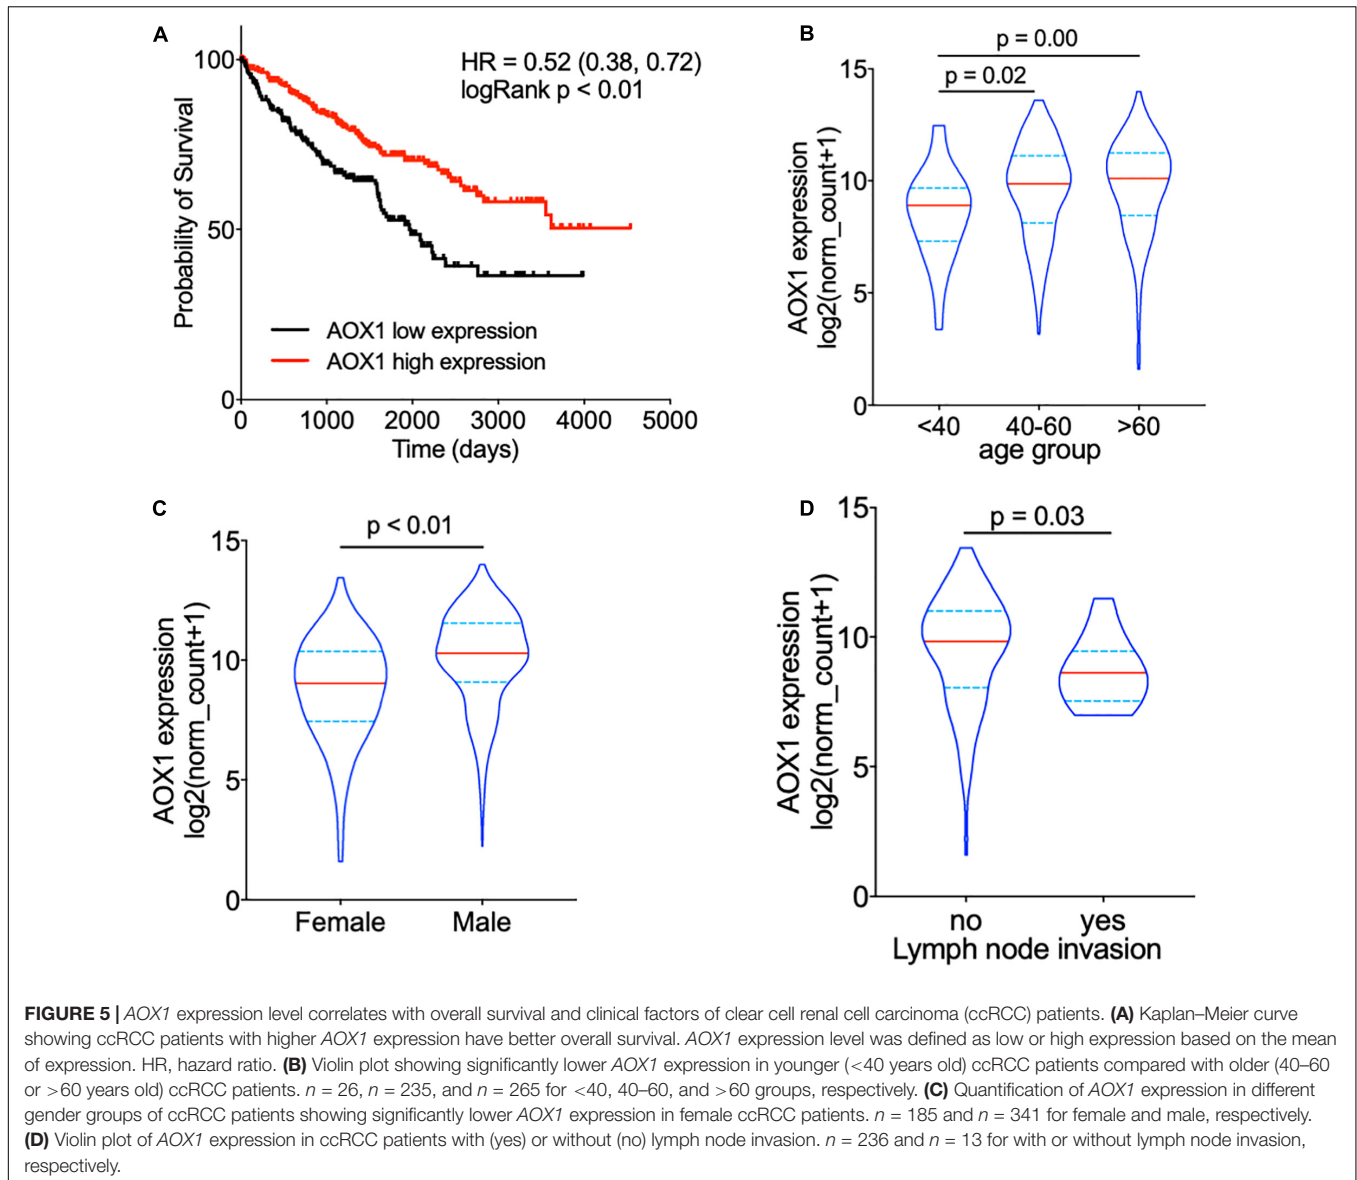 A
HR = 0.52 (0.38, 0.72)
logRank p < 0.01
Probability of Survival
100
50
0
AOX1 low expression
AOX1 high expression
0 1000 2000 3000 4000 5000
Time (days)
B
p = 0.00
p = 0.02
AOX1 expression
log2(norm_count+1)
15
10
5
0
<40 40-60 >60
age group
C
p < 0.01
AOX1 expression
log2(norm_count+1)
15
10
5
0
Female Male
D
p = 0.03
AOX1 expression
log2(norm_count+1)
15
10
5
0
no yes
Lymph node invasion
FIGURE 5 | AOX1 expression level correlates with overall survival and clinical factors of clear cell renal cell carcinoma (ccRCC) patients. (A) Kaplan–Meier curve
showing ccRCC patients with higher AOX1 expression have better overall survival. AOX1 expression level was defined as low or high expression based on the mean
of expression. HR, hazard ratio. (B) Violin plot showing significantly lower AOX1 expression in younger (<40 years old) ccRCC patients compared with older (40–60
or >60 years old) ccRCC patients. n = 26, n = 235, and n = 265 for <40, 40–60, and >60 groups, respectively. (C) Quantification of AOX1 expression in different
gender groups of ccRCC patients showing significantly lower AOX1 expression in female ccRCC patients. n = 185 and n = 341 for female and male, respectively.
(D) Violin plot of AOX1 expression in ccRCC patients with (yes) or without (no) lymph node invasion. n = 236 and n = 13 for with or without lymph node invasion,
respectively.